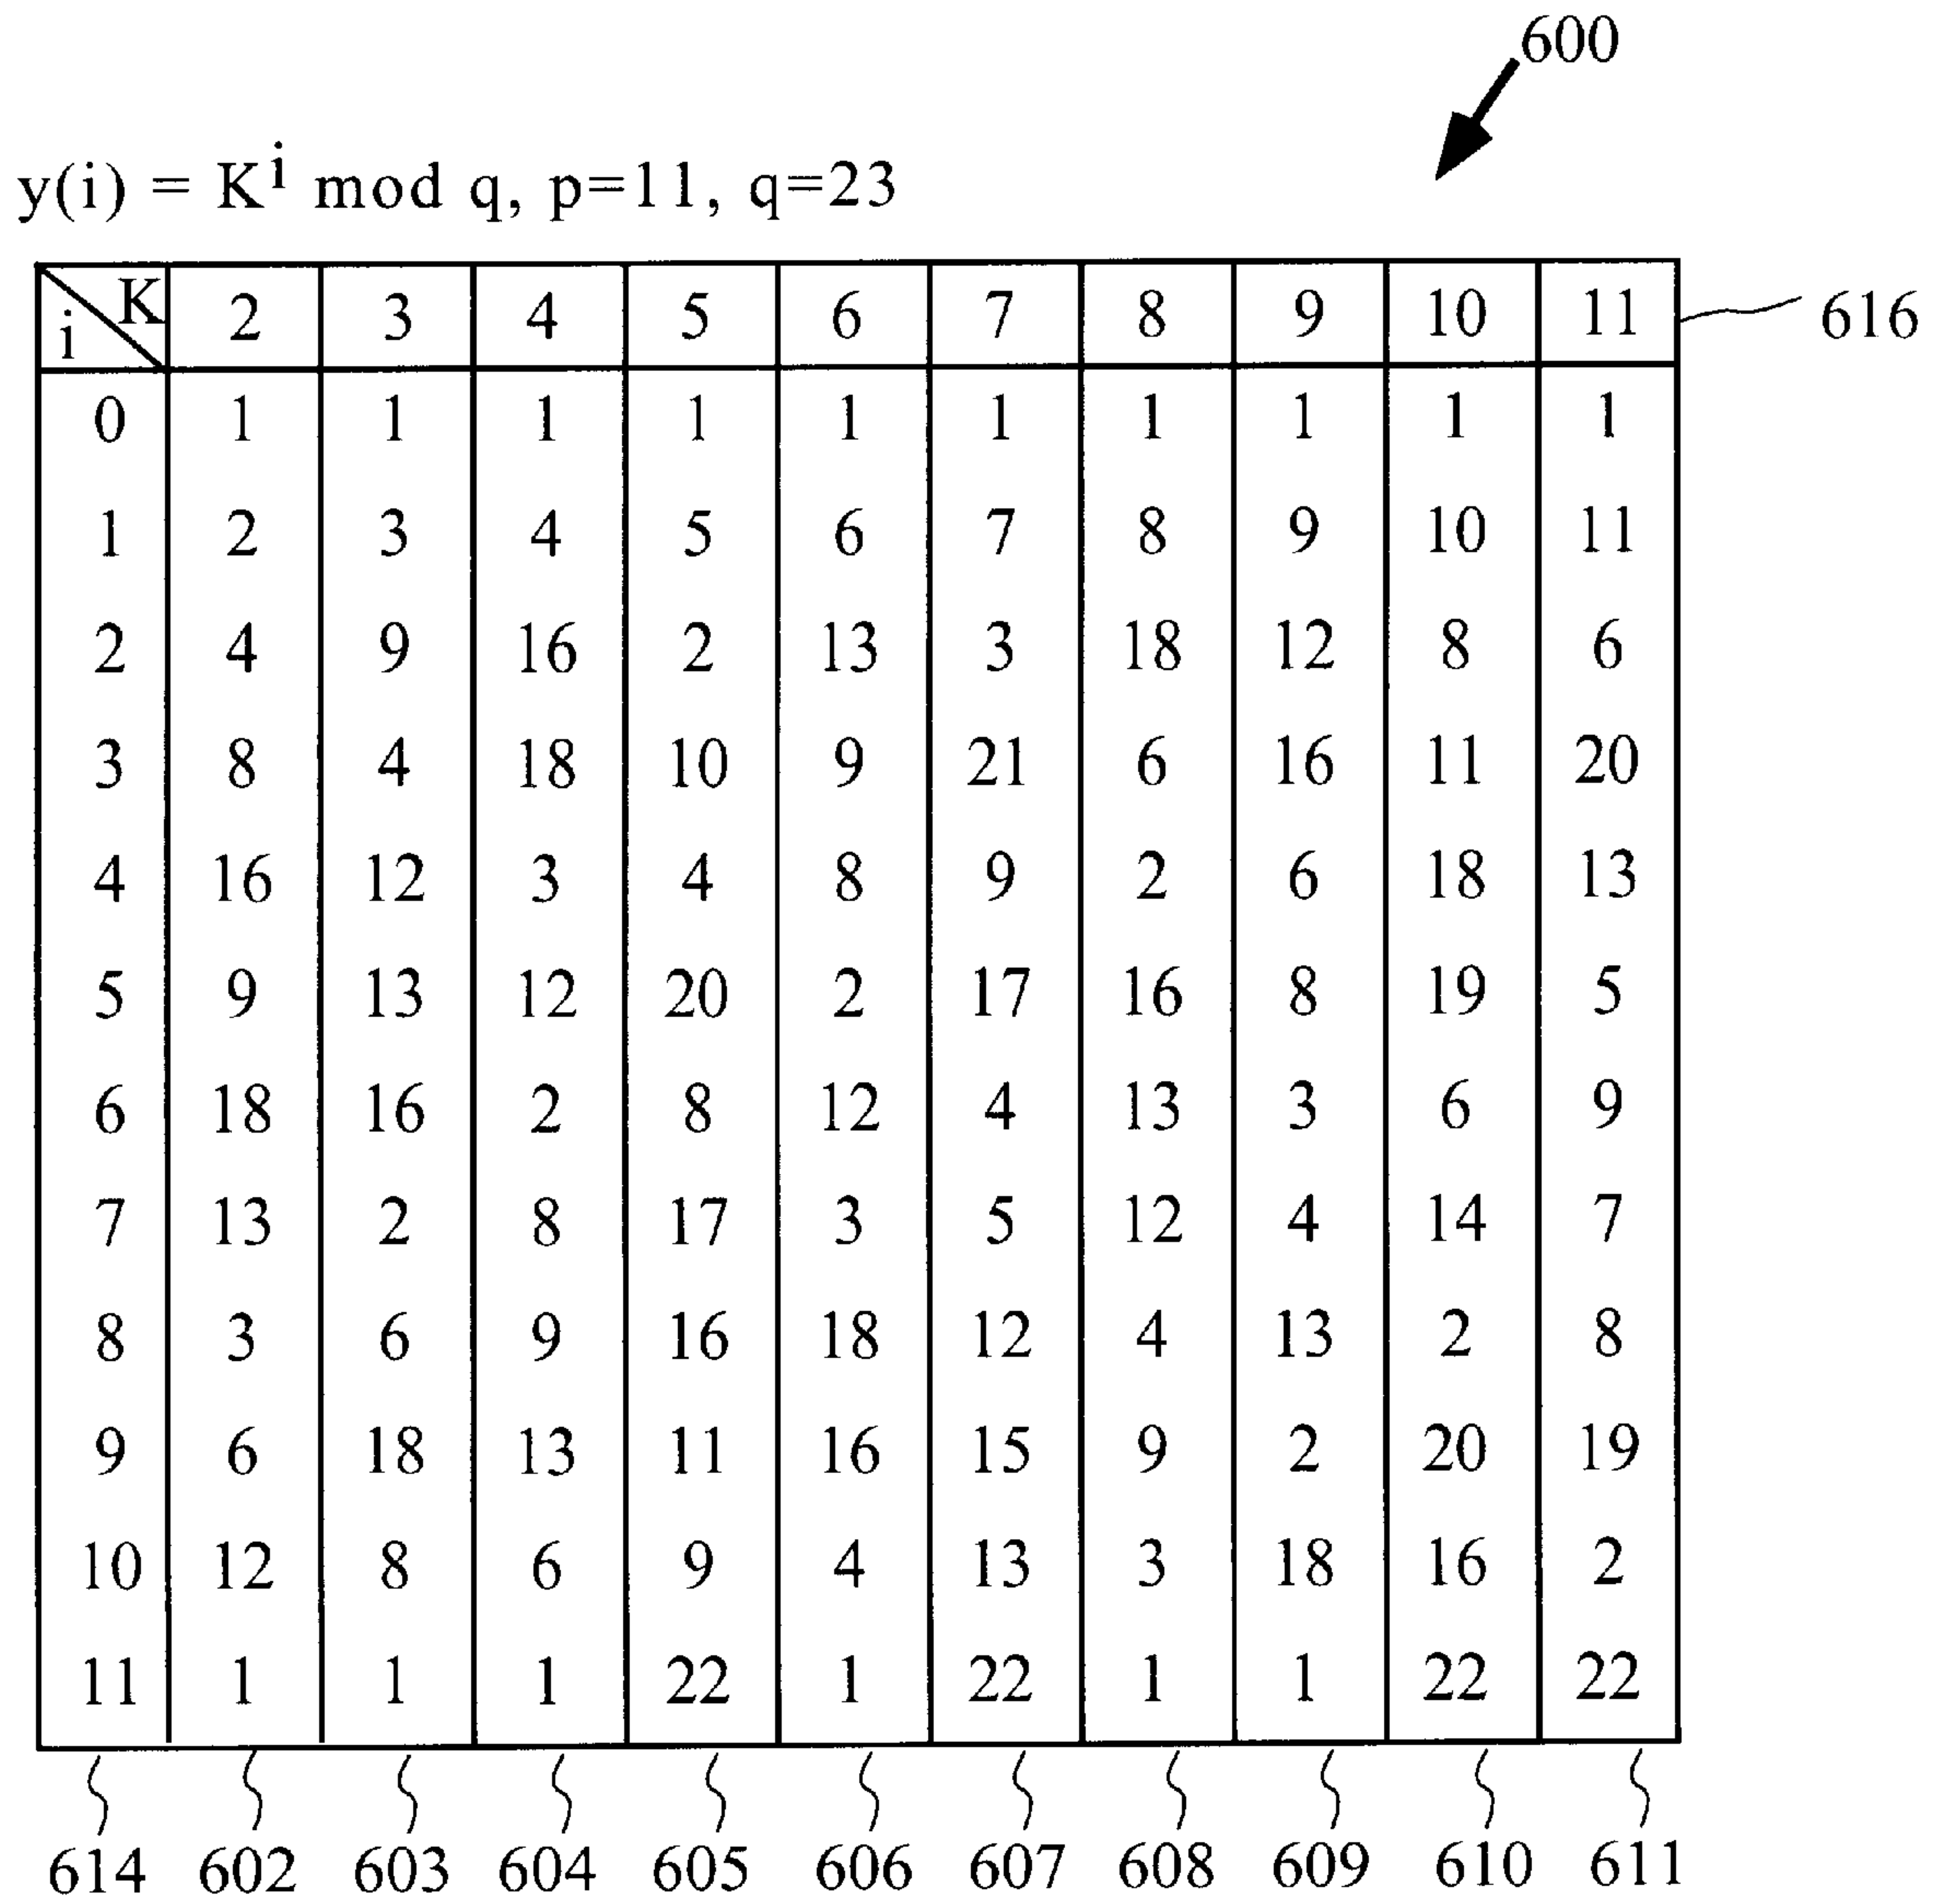 600
y(i) = K^i mod q, p=11, q=23
K
i 2 3 4 5 6 7 8 9 10 11 616
0 1 1 1 1 1 1 1 1 1 1
1 2 3 4 5 6 7 8 9 10 11
2 4 9 16 2 13 3 18 12 8 6
3 8 4 18 10 9 21 6 16 11 20
4 16 12 3 4 8 9 2 6 18 13
5 9 13 12 20 2 17 16 8 19 5
6 18 16 2 8 12 4 13 3 6 9
7 13 2 8 17 3 5 12 4 14 7
8 3 6 9 16 18 12 4 13 2 8
9 6 18 13 11 16 15 9 2 20 19
10 12 8 6 9 4 13 3 18 16 2
11 1 1 1 22 1 22 1 1 22 22
614 602 603 604 605 606 607 608 609 610 611